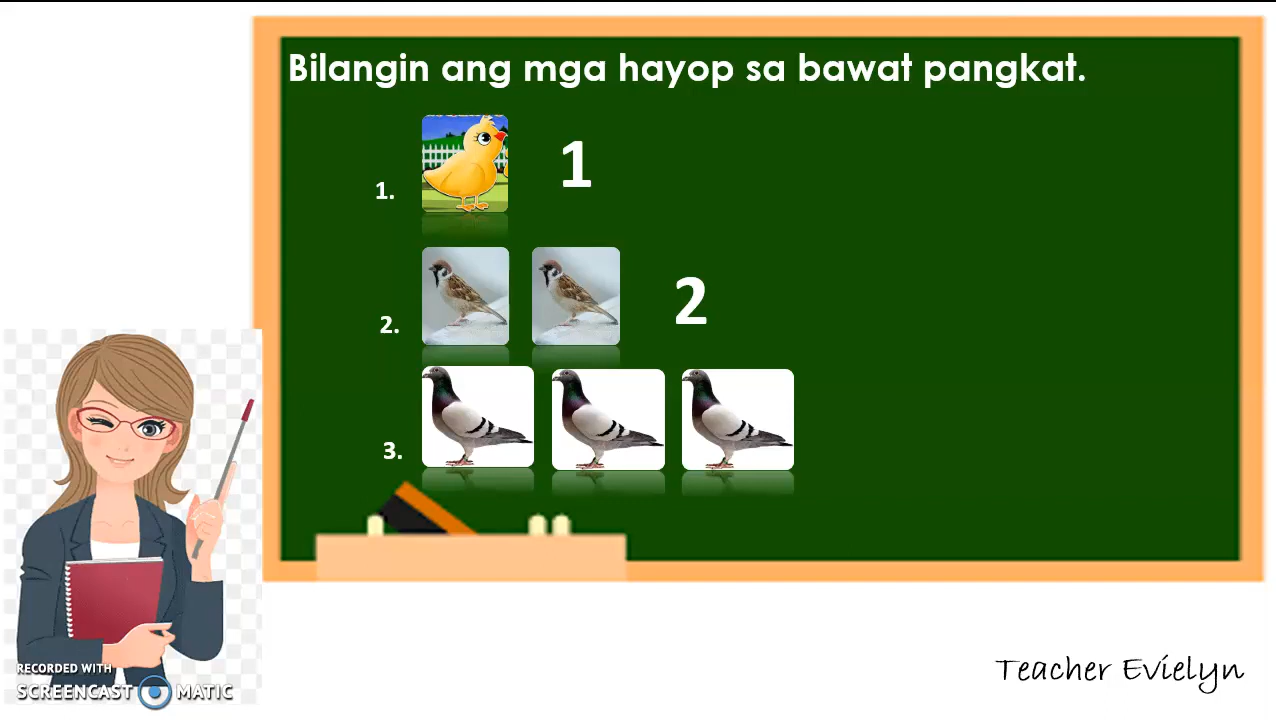 Bilangin ang mga hayop sa bawat pangkat.
1. 1
2. 2
3.
RECORDED WITH
SCREENCAST MATIC
Teacher Evielyn